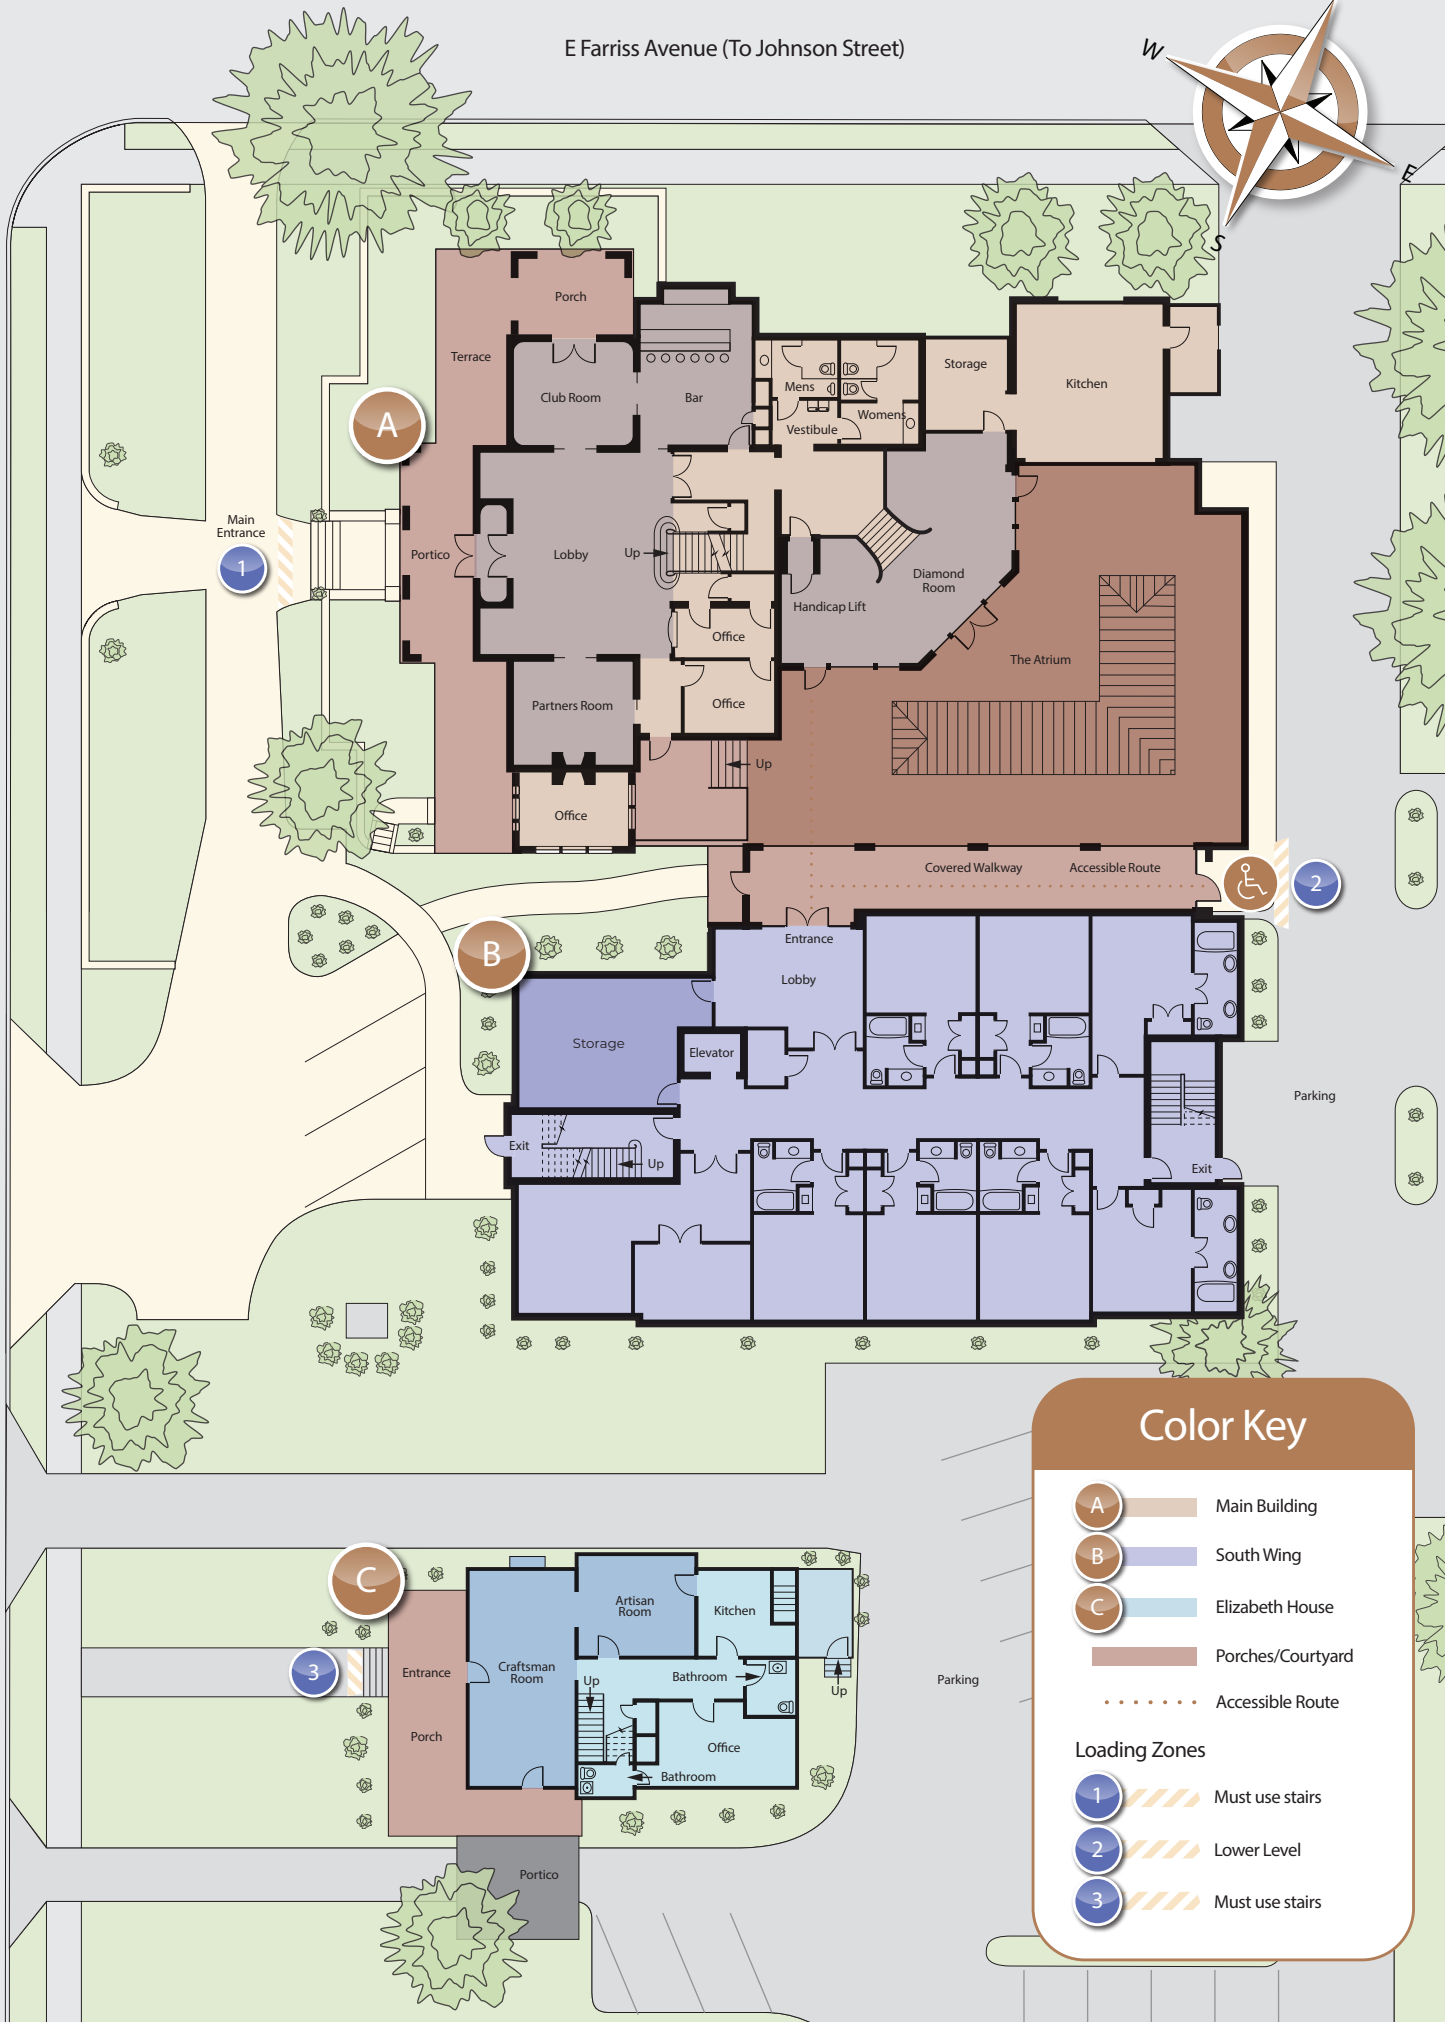 E Farriss Avenue (To Johnson Street)
W
E
S
Porch
Terrace
Club Room
Bar
Mens
Womens
Vestibule
Storage
Kitchen
A
Main
Entrance
1
Portico
Lobby
Up
Diamond
Room
Handicap Lift
Office
The Atrium
Partners Room
Office
Up
Office
Covered Walkway
Accessible Route
2
B
Entrance
Lobby
Storage
Elevator
Parking
Exit
Up
Exit
Color Key
A
Main Building
B
South Wing
C
Elizabeth House
Porches/Courtyard
Accessible Route
Loading Zones
1
Must use stairs
2
Lower Level
3
Must use stairs
C
Artisan
Room
Kitchen
3
Entrance
Craftsman
Room
Bathroom
Up
Up
Parking
Porch
Office
Bathroom
Portico